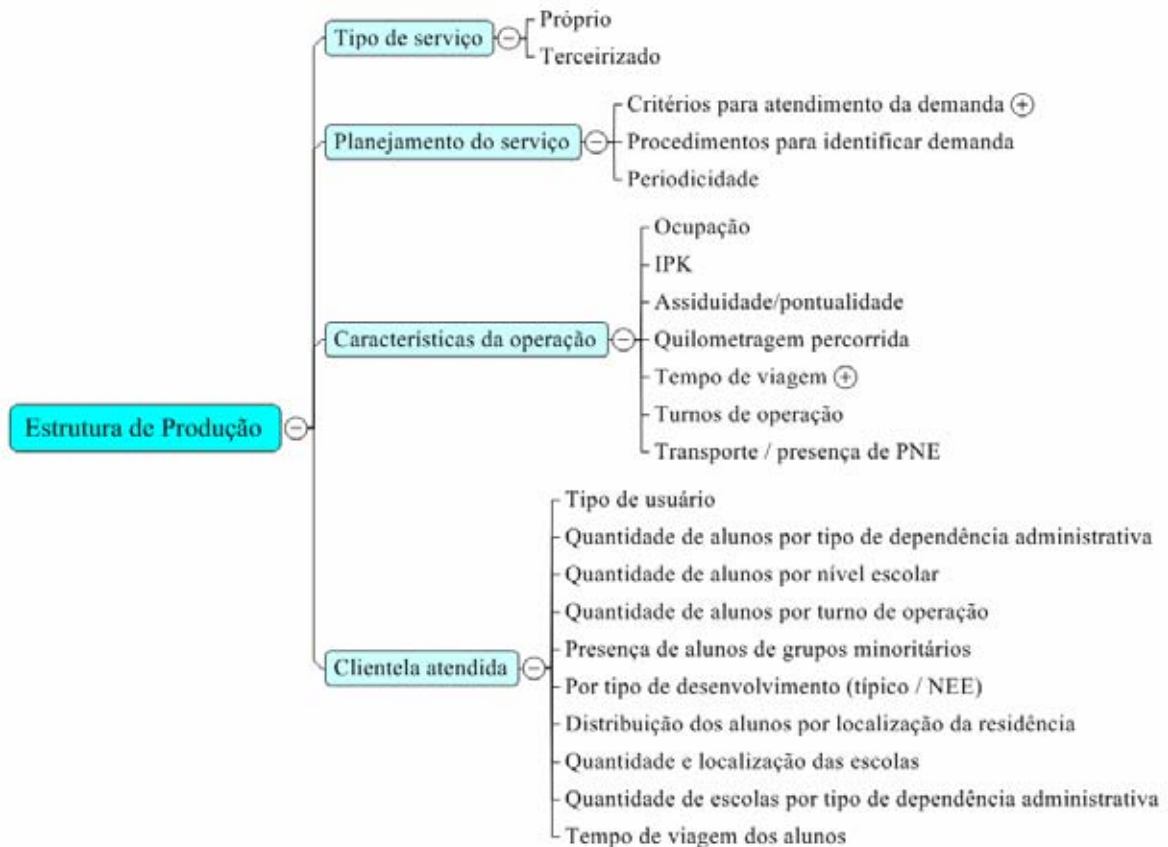 Estrutura de Produção
Tipo de serviço
Próprio
Terceirizado
Planejamento do serviço
Critérios para atendimento da demanda
Procedimentos para identificar demanda
Periodicidade
Características da operação
Ocupação
IPK
Assiduidade/pontualidade
Quilometragem percorrida
Tempo de viagem
Turnos de operação
Transporte / presença de PNE
Clientela atendida
Tipo de usuário
Quantidade de alunos por tipo de dependência administrativa
Quantidade de alunos por nível escolar
Quantidade de alunos por turno de operação
Presença de alunos de grupos minoritários
Por tipo de desenvolvimento (típico / NEE)
Distribuição dos alunos por localização da residência
Quantidade e localização das escolas
Quantidade de escolas por tipo de dependência administrativa
Tempo de viagem dos alunos